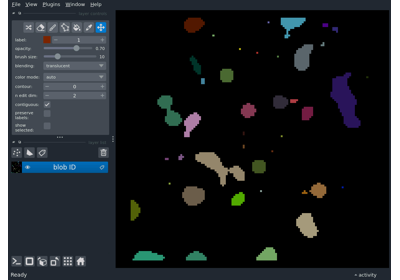 File View Plugins Window Help
label: 1
opacity: 0.70
brush size: 10
blending: translucent
color mode: auto
contour: 0
n edit dim: 2
contiguous: ✓
preserve
labels:
show
selected:
blob ID
Ready
activity